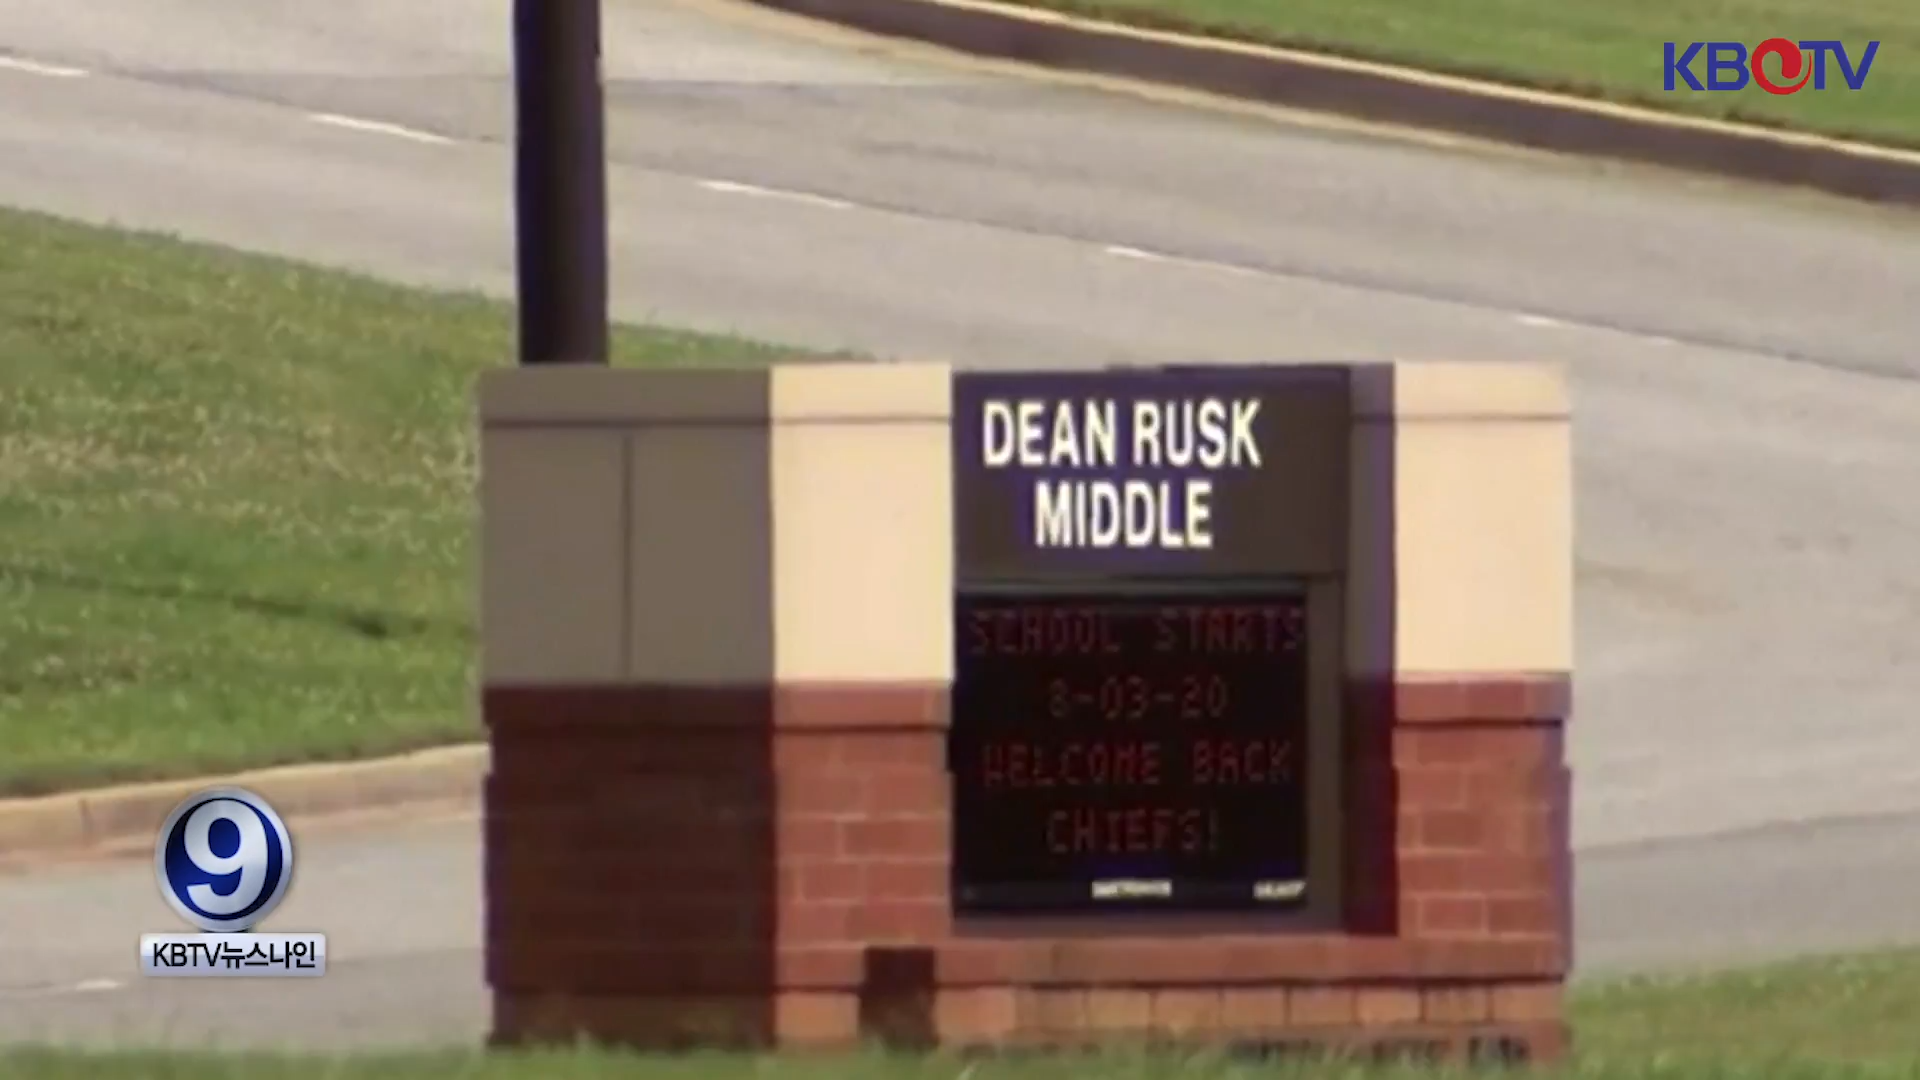 KBTV
DEAN RUSK
MIDDLE
SCHOOL STARTS
8-03-20
WELCOME BACK
CHIEFS!
9
KBTV뉴스나인